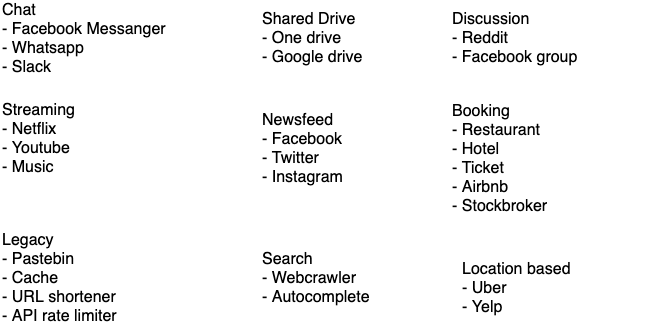 Chat
- Facebook Messanger
- Whatsapp
- Slack
Shared Drive
- One drive
- Google drive
Discussion
- Reddit
- Facebook group
Streaming
- Netflix
- Youtube
- Music
Newsfeed
- Facebook
- Twitter
- Instagram
Booking
- Restaurant
- Hotel
- Ticket
- Airbnb
- Stockbroker
Legacy
- Pastebin
- Cache
- URL shortener
- API rate limiter
Search
- Webcrawler
- Autocomplete
Location based
- Uber
- Yelp